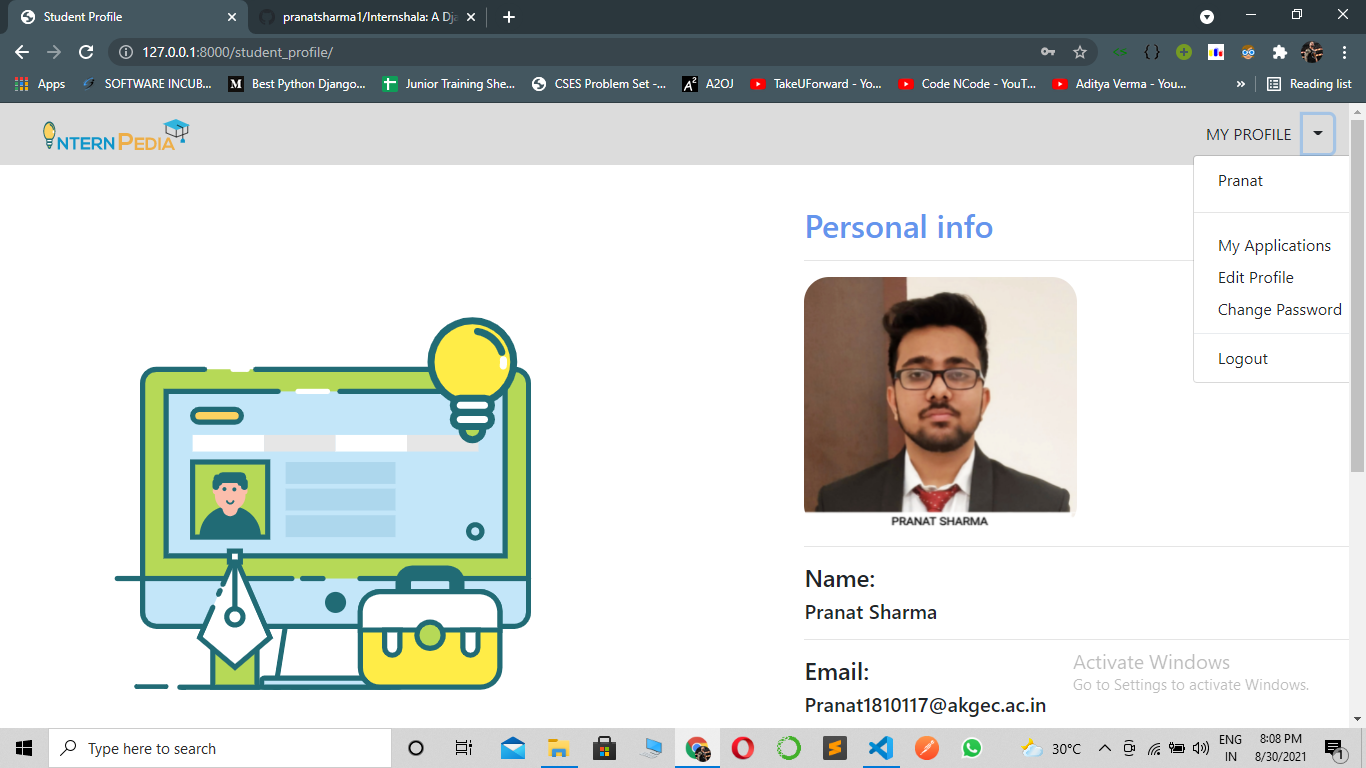 Student Profile
pranatsharma1/Internshala: A Dja
127.0.0.1:8000/student_profile/
Apps
SOFTWARE INCUB...
M Best Python Django...
Junior Training She...
CSES Problem Set -...
A2OJ
TakeUForward - Yo...
Code NCode - YouT...
Aditya Verma - You...
»
Reading list
NTERN PEDIA
MY PROFILE
Pranat
My Applications
Edit Profile
Change Password
Logout
Personal info
PRANAT SHARMA
Name:
Pranat Sharma
Email:
Pranat1810117@akgec.ac.in
Activate Windows
Go to Settings to activate Windows.
Type here to search
30°C
ENG
IN
8:08 PM
8/30/2021
1